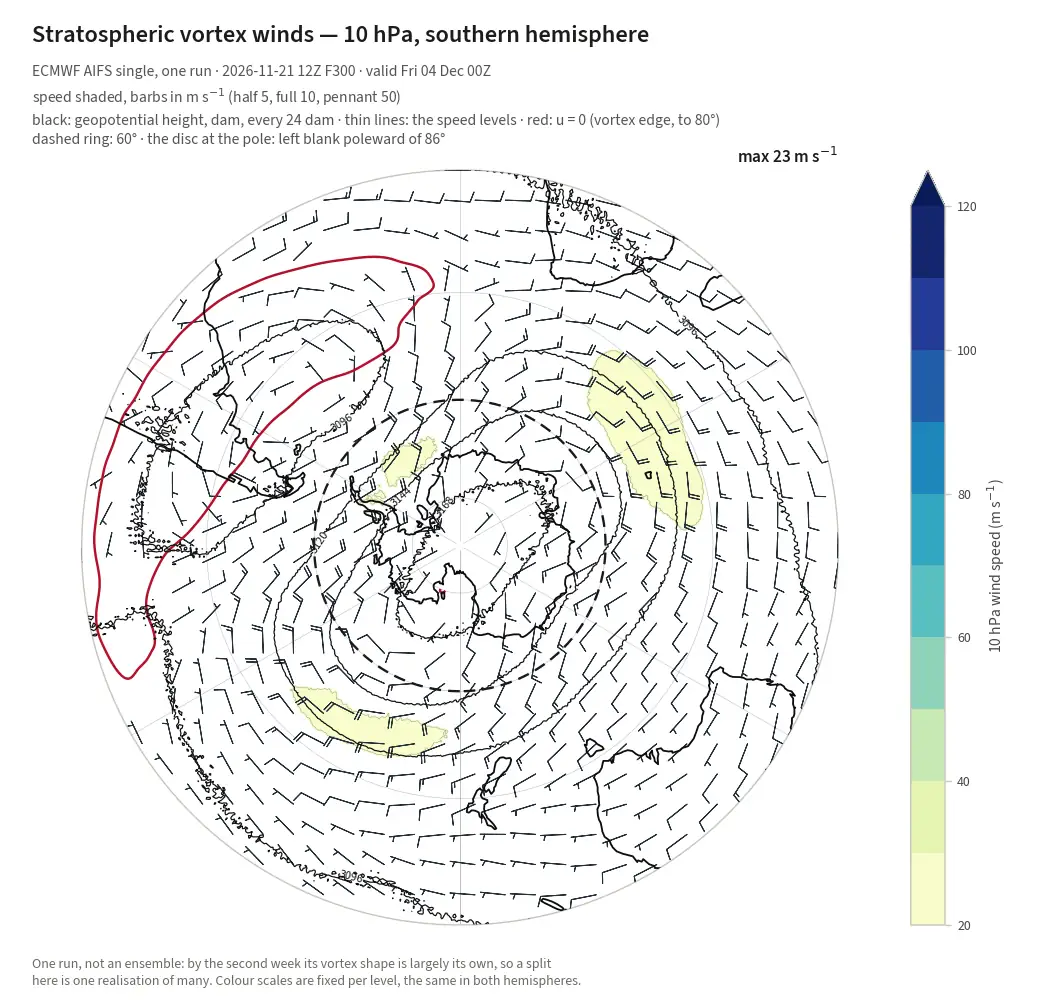 Stratospheric vortex winds — 10 hPa, southern hemisphere
ECMWF AIFS single, one run · 2026-11-21 12Z F300 · valid Fri 04 Dec 00Z
speed shaded, barbs in m s⁻¹ (half 5, full 10, pennant 50)
black: geopotential height, dam, every 24 dam · thin lines: the speed levels · red: u = 0 (vortex edge, to 80°)
dashed ring: 60° · the disc at the pole: left blank poleward of 86°
max 23 m s⁻¹
120
100
80
60
40
20
10 hPa wind speed (m s⁻¹)
3096
3096
3144
3168
3120
3096
One run, not an ensemble: by the second week its vortex shape is largely its own, so a split
here is one realisation of many. Colour scales are fixed per level, the same in both hemispheres.